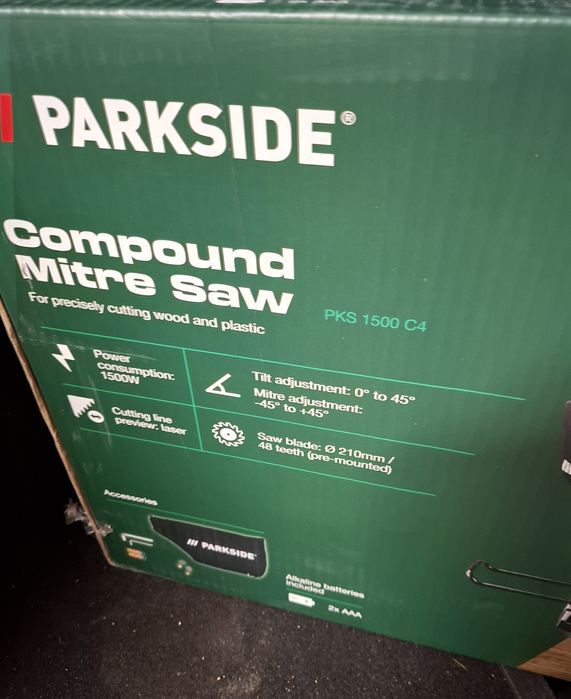 PARKSIDE®
Compound
Mitre Saw
For precisely cutting wood and plastic
PKS 1500 C4
Power
consumption:
1500W
Tilt adjustment: 0° to 45°
Mitre adjustment:
-45° to +45°
Cutting line
preview: laser
Saw blade: Ø 210mm /
48 teeth (pre-mounted)
Accessories
/// PARKSIDE®
Alkaline batteries
included
2x AAA